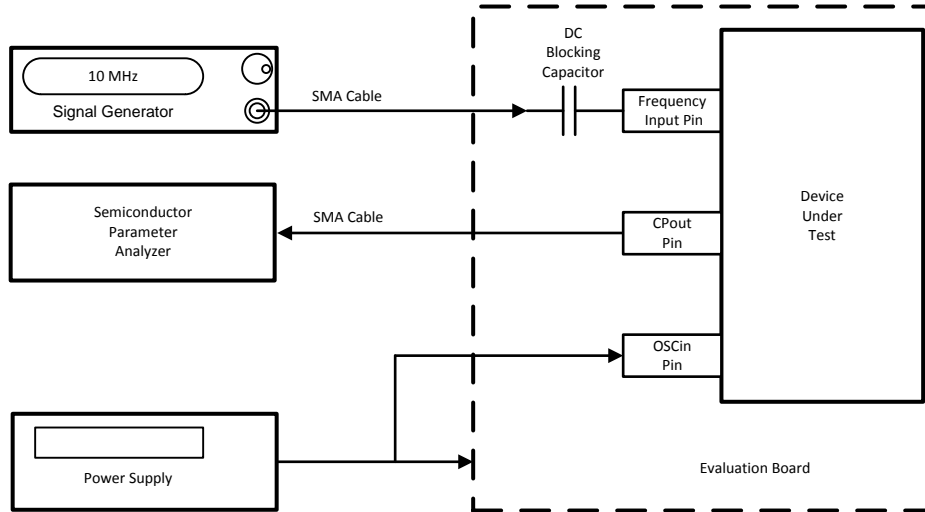 10 MHz
Signal Generator
SMA Cable
DC
Blocking
Capacitor
Frequency
Input Pin
Semiconductor
Parameter
Analyzer
SMA Cable
CPout
Pin
Device
Under
Test
OSCin
Pin
Power Supply
Evaluation Board